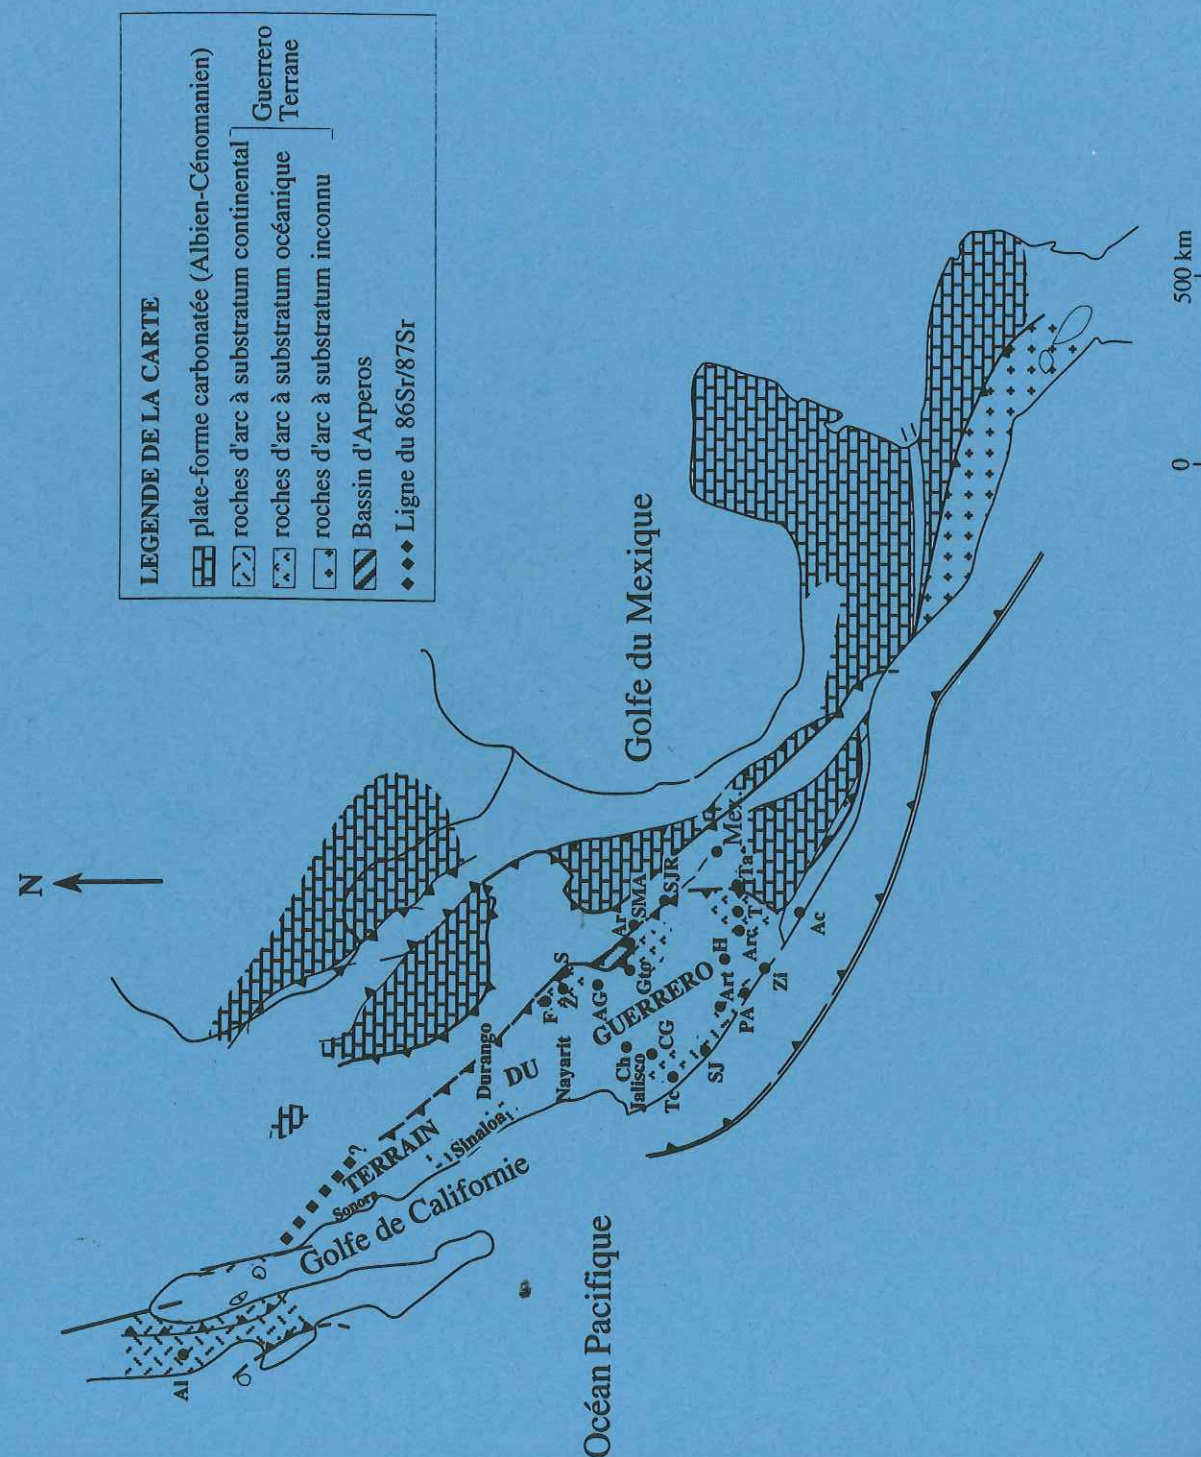 LEGENDE DE LA CARTE
plate-forme carbonatée (Albien-Cénomanien)
roches d'arc à substratum continental
roches d'arc à substratum océanique
roches d'arc à substratum inconnu
Guerrero
Terrane
Bassin d'Arperos
Ligne du 86Sr/87Sr
N
Golfe du Mexique
Golfe de Californie
Océan Pacifique
TERRAIN
DU
GUERRERO
Sonora
Sinaloa
Durango
Nayarit
Jalisco
Al
F
Z
S
AG
Ar
SMA
SJR
Gto
Mex.
Ch
CG
Tc
SJ
Art
PA
H
Arc
T
Ta
Zi
Ac
?
0
500 km